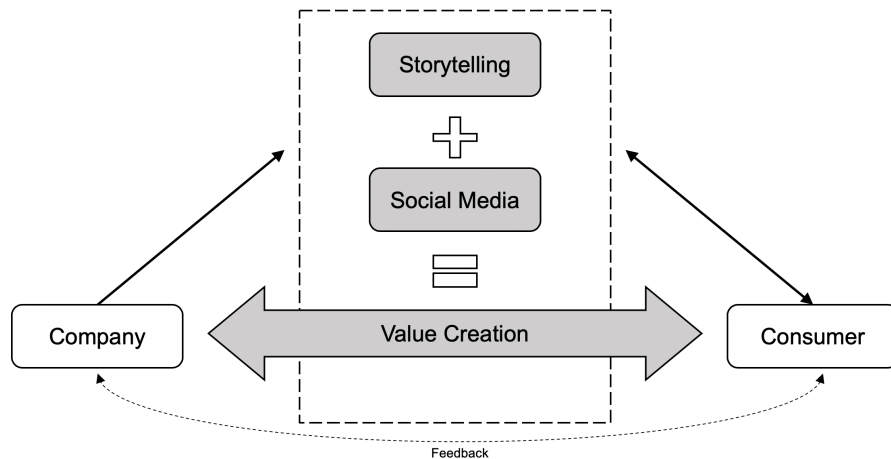 Storytelling
Social Media
Company
Value Creation
Consumer
Feedback